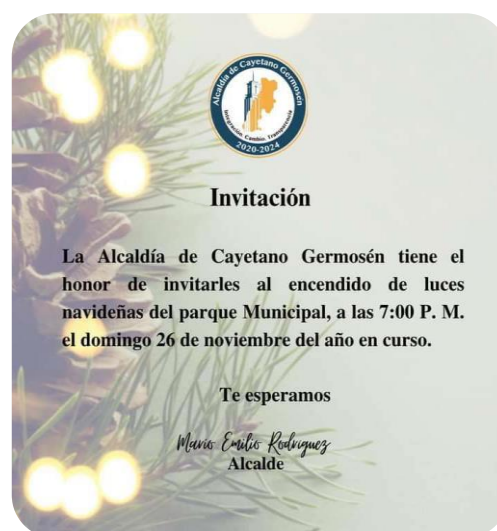 Alcaldía de Cayetano Germosén
Integración Cambio Transparencia
2020-2024
Invitación
La Alcaldía de Cayetano Germosén tiene el
honor de invitarles al encendido de luces
navideñas del parque Municipal, a las 7:00 P. M.
el domingo 26 de noviembre del año en curso.
Te esperamos
Mario Emilio Rodríguez
Alcalde